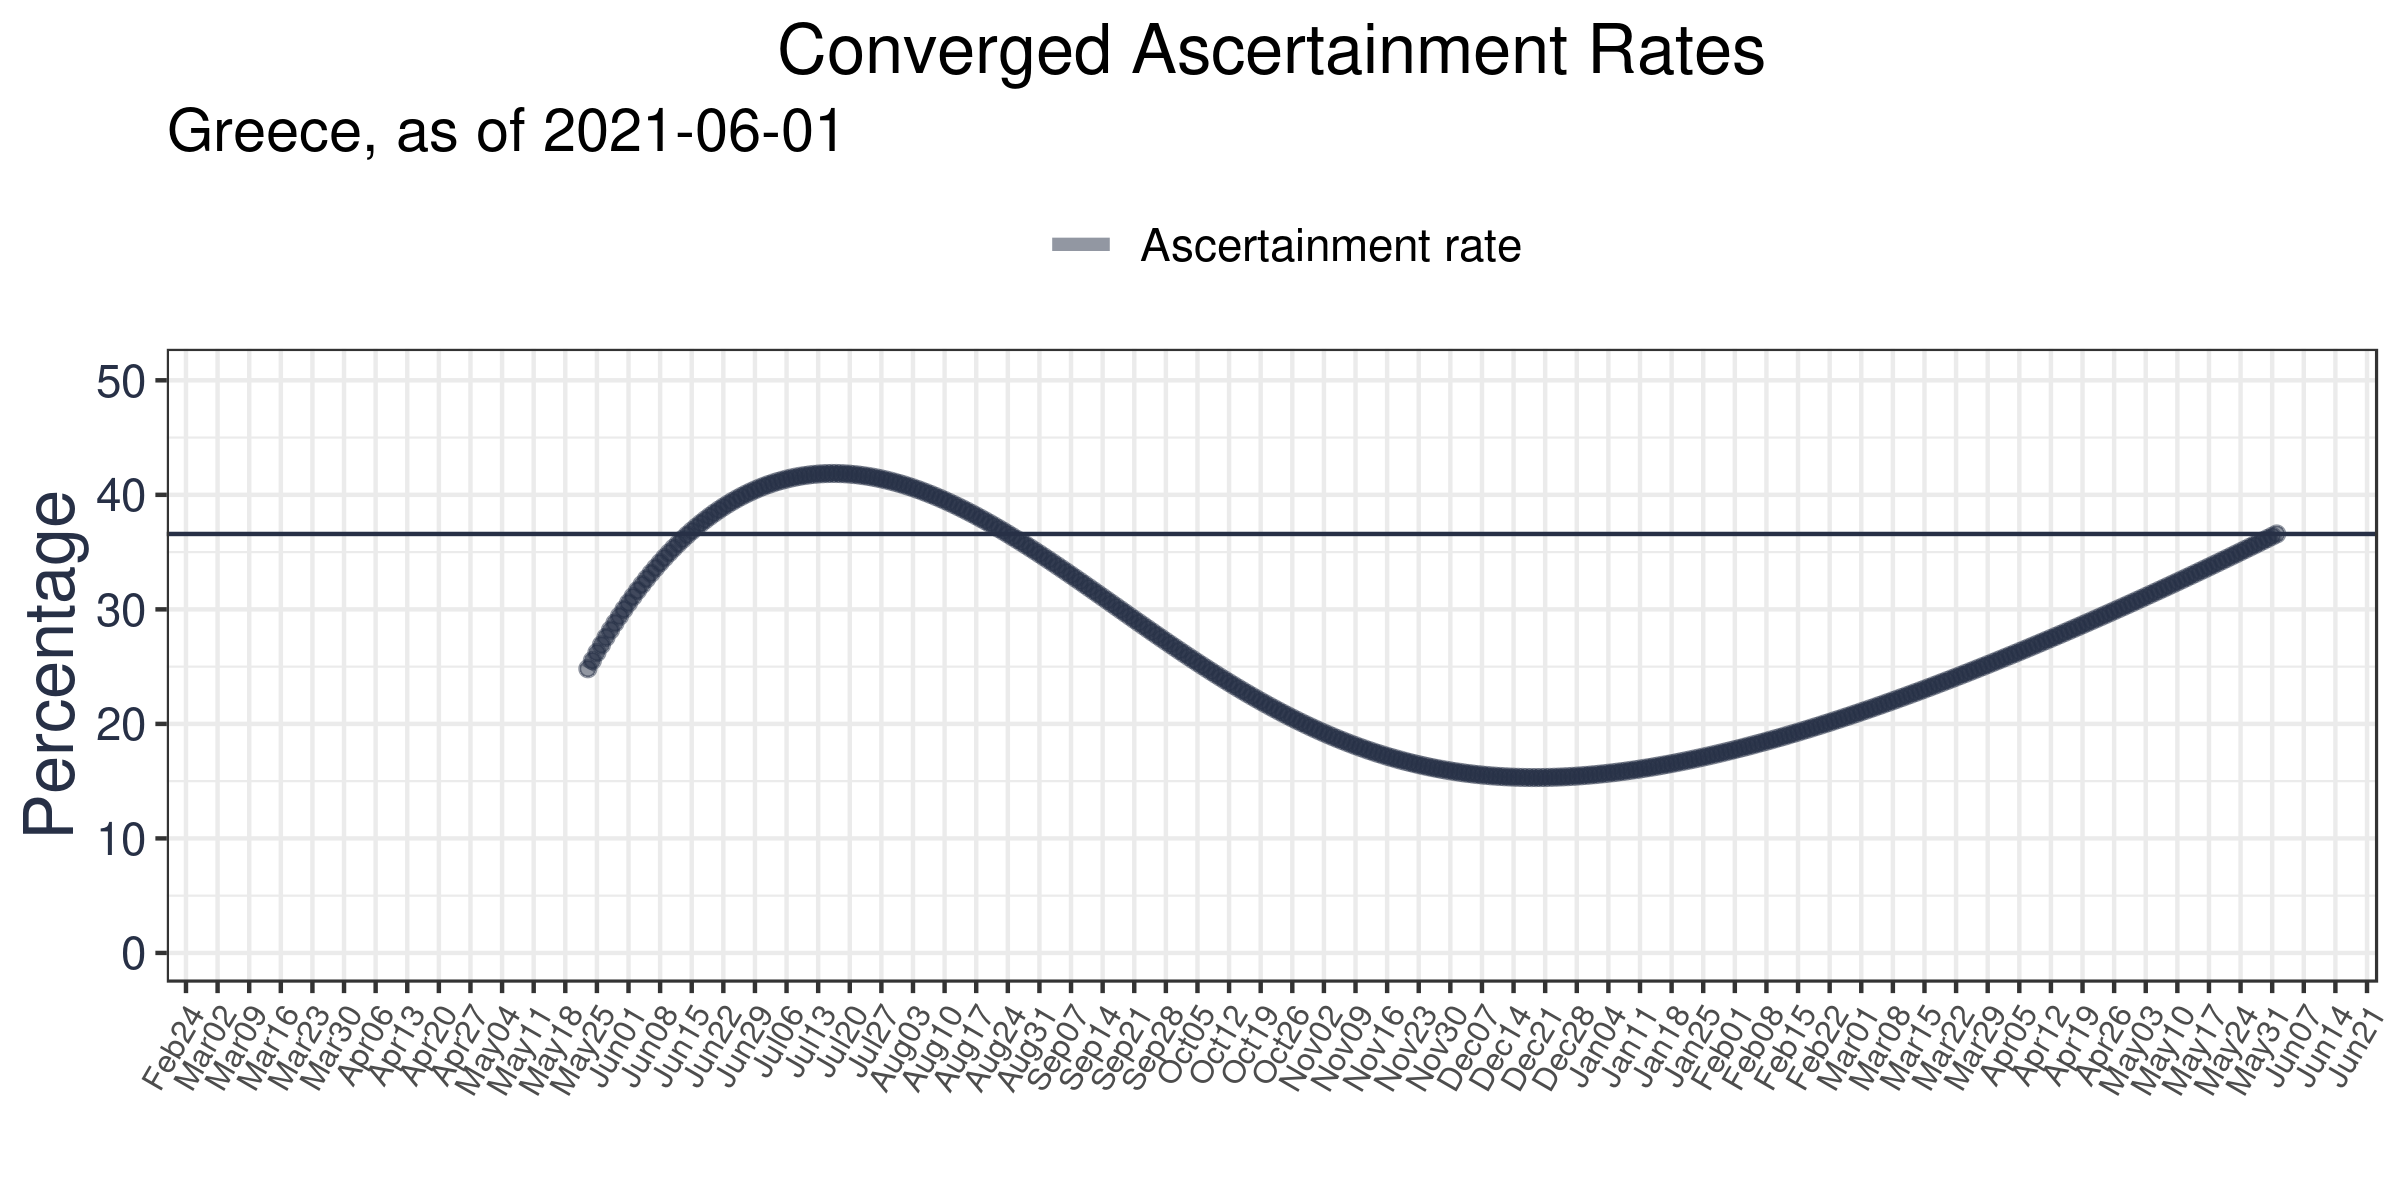 Converged Ascertainment Rates
Greece, as of 2021-06-01
Ascertainment rate
Percentage
50
40
30
20
10
0
Feb24 Mar02 Mar09 Mar16 Mar23 Mar30 Apr06 Apr13 Apr20 Apr27 May04 May11 May18 May25 Jun01 Jun08 Jun15 Jun22 Jun29 Jul06 Jul13 Jul20 Jul27 Aug03 Aug10 Aug17 Aug24 Aug31 Sep07 Sep14 Sep21 Sep28 Oct05 Oct12 Oct19 Oct26 Nov02 Nov09 Nov16 Nov23 Nov30 Dec07 Dec14 Dec21 Dec28 Jan04 Jan11 Jan18 Jan25 Feb01 Feb08 Feb15 Feb22 Mar01 Mar08 Mar15 Mar22 Mar29 Apr05 Apr12 Apr19 Apr26 May03 May10 May17 May24 May31 Jun07 Jun14 Jun21